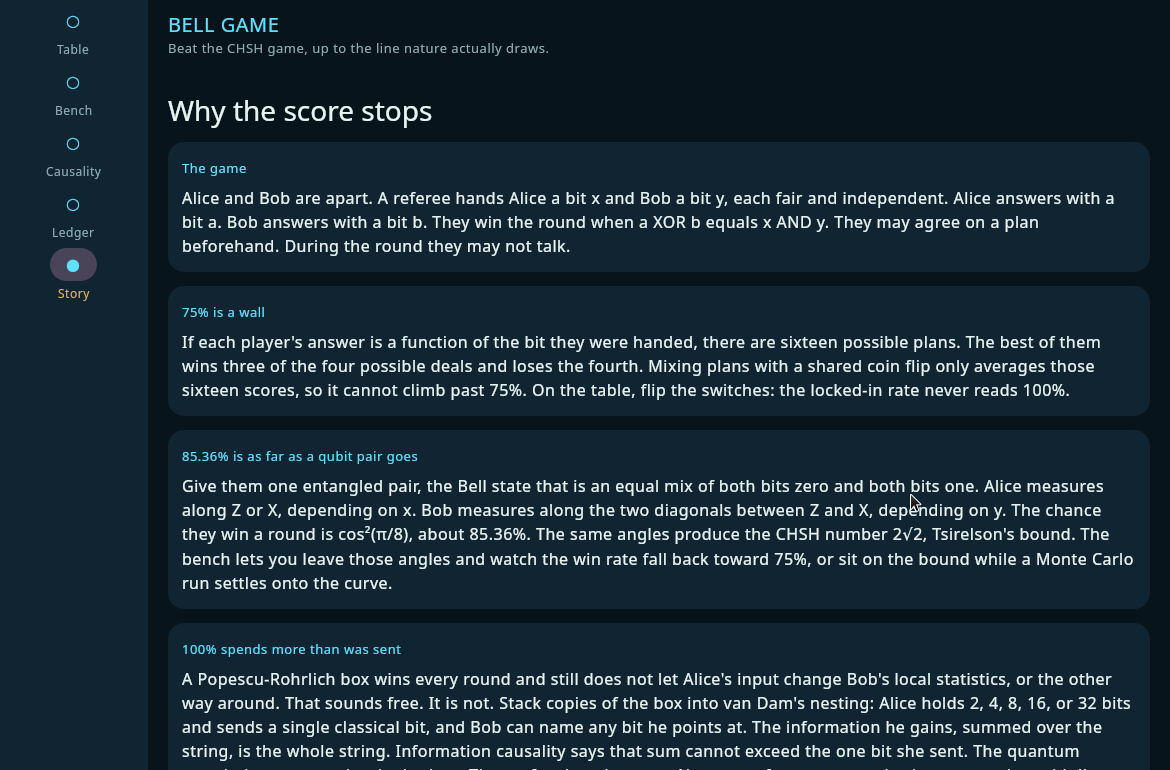 Table
Bench
Causality
Ledger
Story
BELL GAME
Beat the CHSH game, up to the line nature actually draws.
Why the score stops
The game
Alice and Bob are apart. A referee hands Alice a bit x and Bob a bit y, each fair and independent. Alice answers with a
bit a. Bob answers with a bit b. They win the round when a XOR b equals x AND y. They may agree on a plan
beforehand. During the round they may not talk.
75% is a wall
If each player's answer is a function of the bit they were handed, there are sixteen possible plans. The best of them
wins three of the four possible deals and loses the fourth. Mixing plans with a shared coin flip only averages those
sixteen scores, so it cannot climb past 75%. On the table, flip the switches: the locked-in rate never reads 100%.
85.36% is as far as a qubit pair goes
Give them one entangled pair, the Bell state that is an equal mix of both bits zero and both bits one. Alice measures
along Z or X, depending on x. Bob measures along the two diagonals between Z and X, depending on y. The chance
they win a round is cos²(π/8), about 85.36%. The same angles produce the CHSH number 2√2, Tsirelson's bound. The
bench lets you leave those angles and watch the win rate fall back toward 75%, or sit on the bound while a Monte Carlo
run settles onto the curve.
100% spends more than was sent
A Popescu-Rohrlich box wins every round and still does not let Alice's input change Bob's local statistics, or the other
way around. That sounds free. It is not. Stack copies of the box into van Dam's nesting: Alice holds 2, 4, 8, 16, or 32 bits
and sends a single classical bit, and Bob can name any bit he points at. The information he gains, summed over the
string, is the whole string. Information causality says that sum cannot exceed the one bit she sent. The quantum